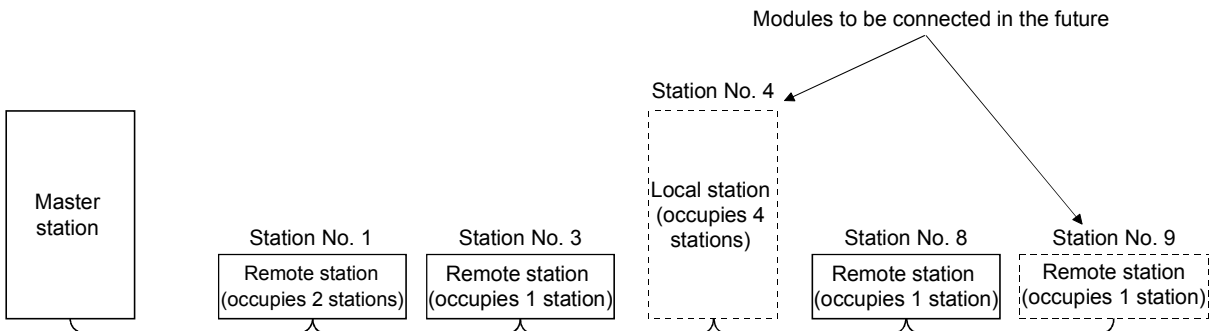 Modules to be connected in the future
Station No. 4
Master
station
Local station
(occupies 4
stations)
Station No. 1
Remote station
(occupies 2 stations)
Station No. 3
Remote station
(occupies 1 station)
Station No. 8
Remote station
(occupies 1 station)
Station No. 9
Remote station
(occupies 1 station)